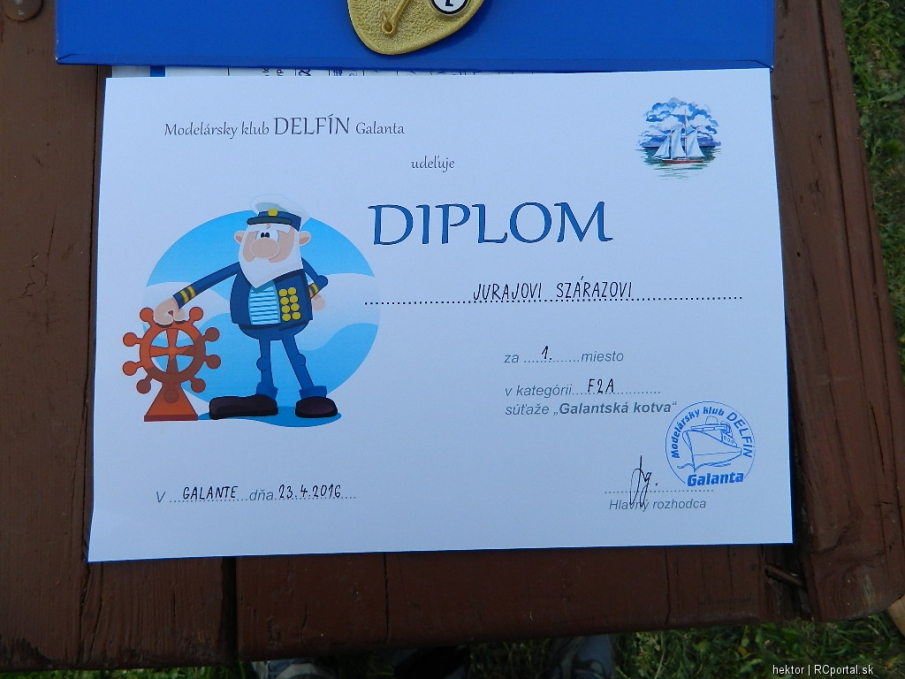 Modelársky klub DELFÍN Galanta
udeľuje
DIPLOM
JURAJOVI SZÁRAZOVI
za ...1. ...... miesto
v kategórii... F2A ............
súťaže „Galantská kotva“
Modelársky klub DELFÍN
Galanta
V ... GALANTE ...dňa.23.4.2016....
Hlavný rozhodca
hektor | RCportal.sk